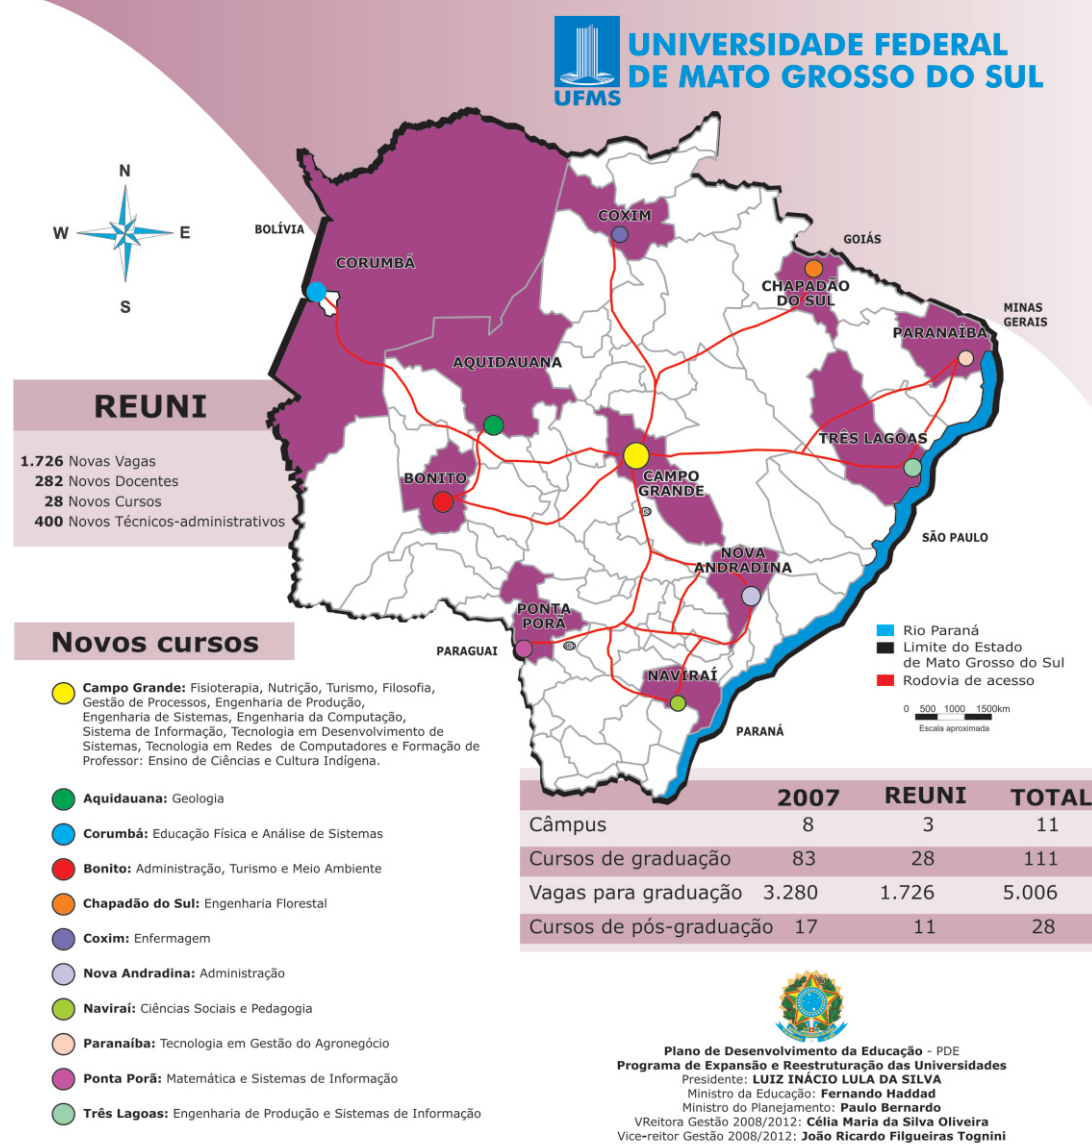 UNIVERSIDADE FEDERAL
DE MATO GROSSO DO SUL
UFMS
N
W
E
S
BOLÍVIA
CORUMBÁ
COXIM
GOIÁS
CHAPADÃO
DO SUL
MINAS
GERAIS
PARANAÍBA
AQUIDAUANA
TRÊS LAGOAS
BONITO
CAMPO
GRANDE
SÃO PAULO
NOVA
ANDRADINA
PONTA
PORÃ
PARAGUAI
NAVIRAÍ
PARANÁ
REUNI
1.726 Novas Vagas
282 Novos Docentes
28 Novos Cursos
400 Novos Técnicos-administrativos
Rio Paraná
Limite do Estado
de Mato Grosso do Sul
Rodovia de acesso
0 500 1000 1500km
Escala aproximada
Novos cursos
Campo Grande: Fisioterapia, Nutrição, Turismo, Filosofia,
Gestão de Processos, Engenharia de Produção,
Engenharia de Sistemas, Engenharia da Computação,
Sistema de Informação, Tecnologia em Desenvolvimento de
Sistemas, Tecnologia em Redes de Computadores e Formação de
Professor: Ensino de Ciências e Cultura Indígena.
Aquidauana: Geologia
Corumbá: Educação Física e Análise de Sistemas
Bonito: Administração, Turismo e Meio Ambiente
Chapadão do Sul: Engenharia Florestal
Coxim: Enfermagem
Nova Andradina: Administração
Naviraí: Ciências Sociais e Pedagogia
Paranaíba: Tecnologia em Gestão do Agronegócio
Ponta Porã: Matemática e Sistemas de Informação
Três Lagoas: Engenharia de Produção e Sistemas de Informação
2007 REUNI TOTAL
Câmpus 8 3 11
Cursos de graduação 83 28 111
Vagas para graduação 3.280 1.726 5.006
Cursos de pós-graduação 17 11 28
Plano de Desenvolvimento da Educação - PDE
Programa de Expansão e Reestruturação das Universidades
Presidente: LUIZ INÁCIO LULA DA SILVA
Ministro da Educação: Fernando Haddad
Ministro do Planejamento: Paulo Bernardo
VReitora Gestão 2008/2012: Célia Maria da Silva Oliveira
Vice-reitor Gestão 2008/2012: João Ricardo Filgueiras Tognini